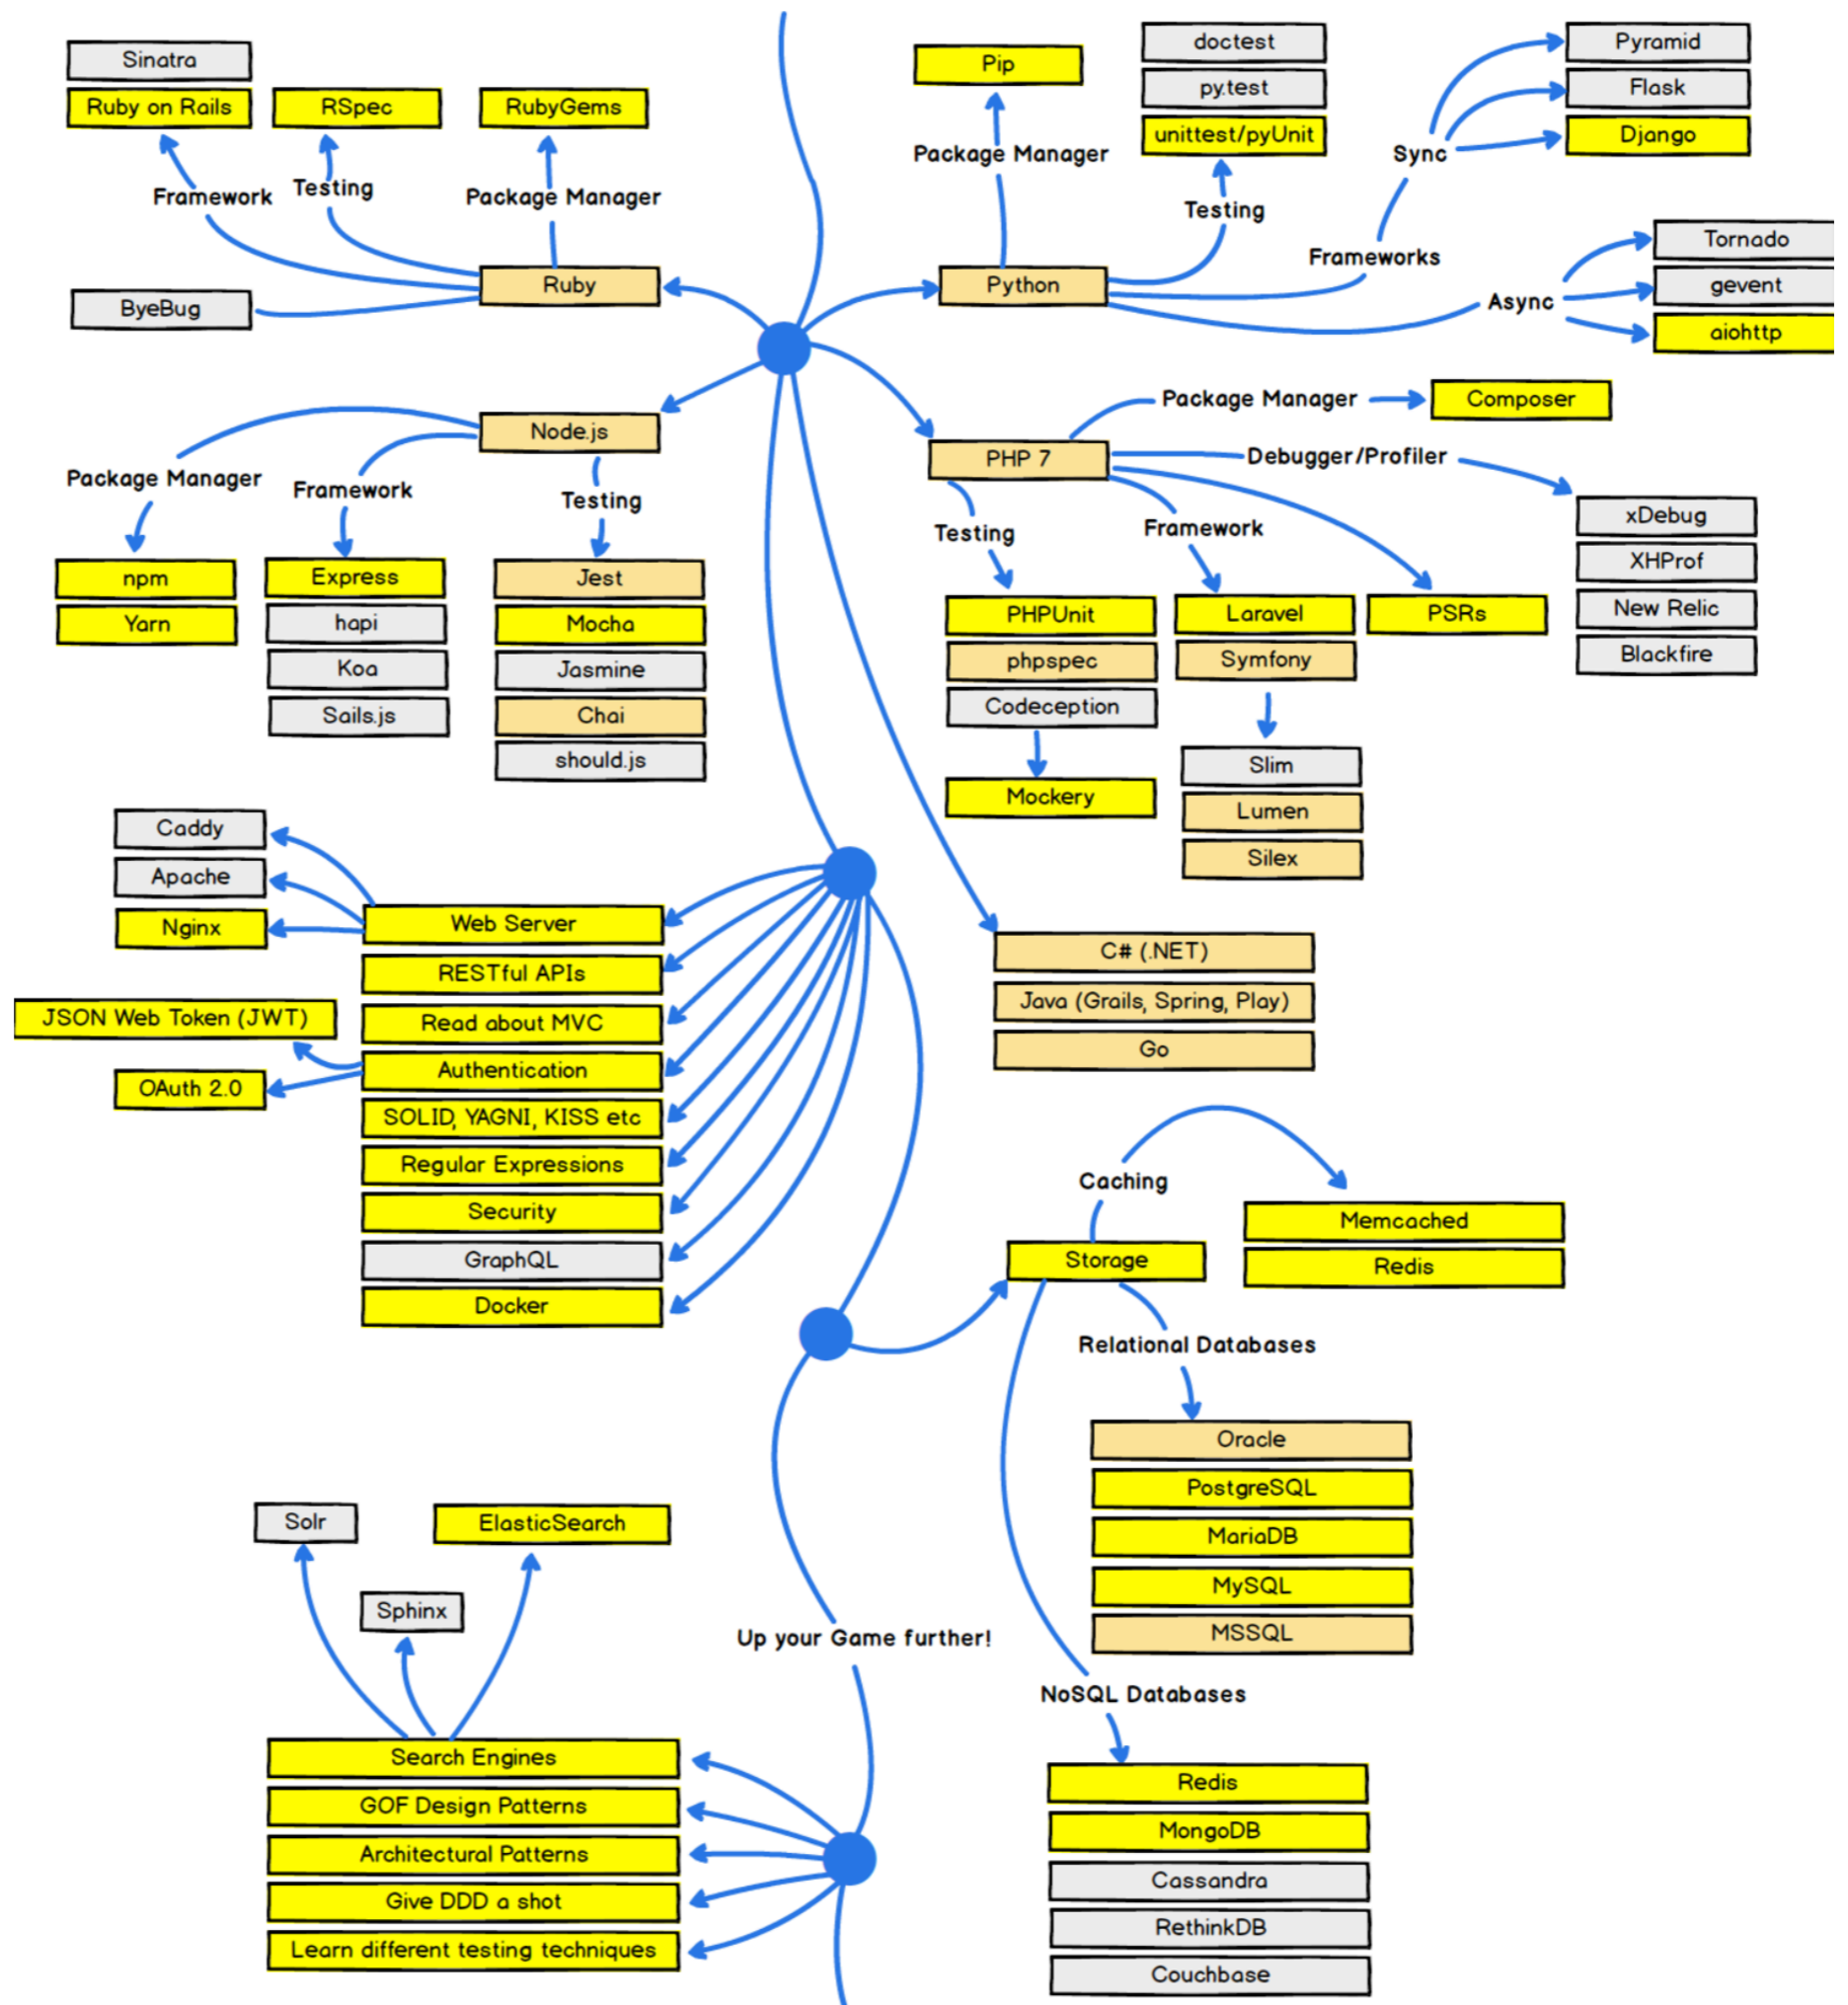 Sinatra
Ruby on Rails
RSpec
RubyGems
Framework
Testing
Package Manager
Ruby
ByeBug
Pip
Package Manager
doctest
py.test
unittest/pyUnit
Testing
Python
Frameworks
Sync
Pyramid
Flask
Django
Async
Tornado
gevent
aiohttp
Node.js
Package Manager
npm
Yarn
Framework
Express
hapi
Koa
Sails.js
Testing
Jest
Mocha
Jasmine
Chai
should.js
PHP 7
Package Manager
Composer
Debugger/Profiler
xDebug
XHProf
New Relic
Blackfire
Testing
PHPUnit
phpspec
Codeception
Mockery
Framework
Laravel
Symfony
Slim
Lumen
Silex
PSRs
C# (.NET)
Java (Grails, Spring, Play)
Go
Caddy
Apache
Nginx
Web Server
RESTful APIs
Read about MVC
JSON Web Token (JWT)
OAuth 2.0
Authentication
SOLID, YAGNI, KISS etc
Regular Expressions
Security
GraphQL
Docker
Caching
Memcached
Redis
Storage
Relational Databases
Oracle
PostgreSQL
MariaDB
MySQL
MSSQL
NoSQL Databases
Redis
MongoDB
Cassandra
RethinkDB
Couchbase
Up your Game further!
Solr
ElasticSearch
Sphinx
Search Engines
GOF Design Patterns
Architectural Patterns
Give DDD a shot
Learn different testing techniques